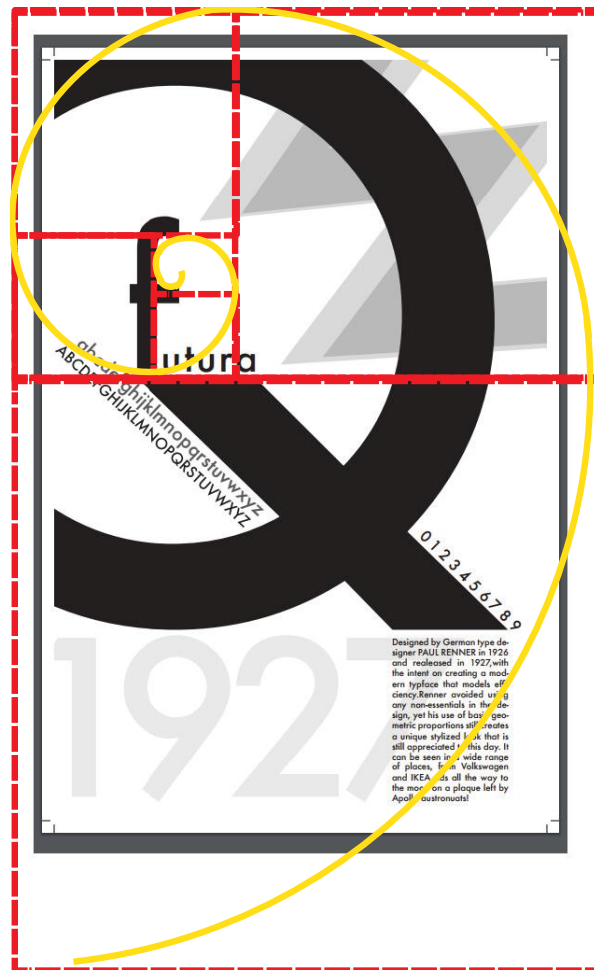 Q
Z
futura
abcdefghijklmnopqrstuvwxyz
ABCDEFGHIJKLMNOPQRSTUVWXYZ
0123456789
1927
Designed by German type de-
signer PAUL RENNER in 1926
and realeased in 1927,with
the intent on creating a mod-
ern typface that models effi-
ciency.Renner avoided using
any non-essentials in the de-
sign, yet his use of basic geo-
metric proportions still creates
a unique stylized look that is
still appreciated to this day. It
can be seen in a wide range
of places, from Volkswagen
and IKEA ads all the way to
the moon on a plaque left by
Apollo austronuats!